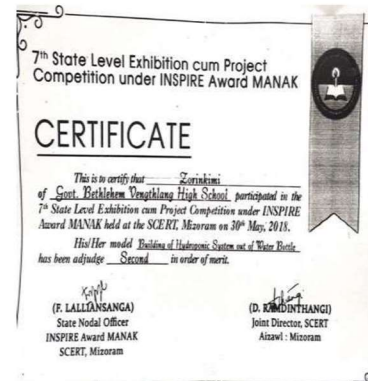 7th State Level Exhibition cum Project
Competition under INSPIRE Award MANAK
CERTIFICATE
This is to certify that Zorinkimi
of Govt. Bethlehem Vengthlang High School participated in the
7th State Level Exhibition cum Project Competition under INSPIRE
Award MANAK held at the SCERT, Mizoram on 30th May, 2018.
His/Her model Building of Hydroponic System out of Water Bottle
has been adjudge Second in order of merit.
(F. LALLIANSANGA)
State Nodal Officer
INSPIRE Award MANAK
SCERT, Mizoram
(D. RAMDINTHANGI)
Joint Director, SCERT
Aizawl : Mizoram